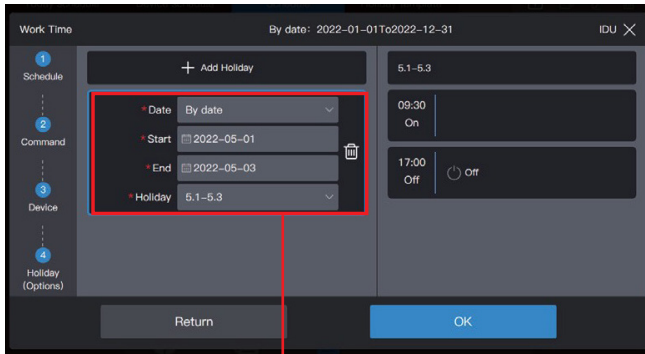 Work Time
By date: 2022-01-01To2022-12-31
IDU
1
Schedule
2
Command
3
Device
4
Holiday
(Options)
+ Add Holiday
*Date By date
*Start 2022-05-01
*End 2022-05-03
*Holiday 5.1-5.3
5.1-5.3
09:30
On
17:00
Off
Off
Return
OK